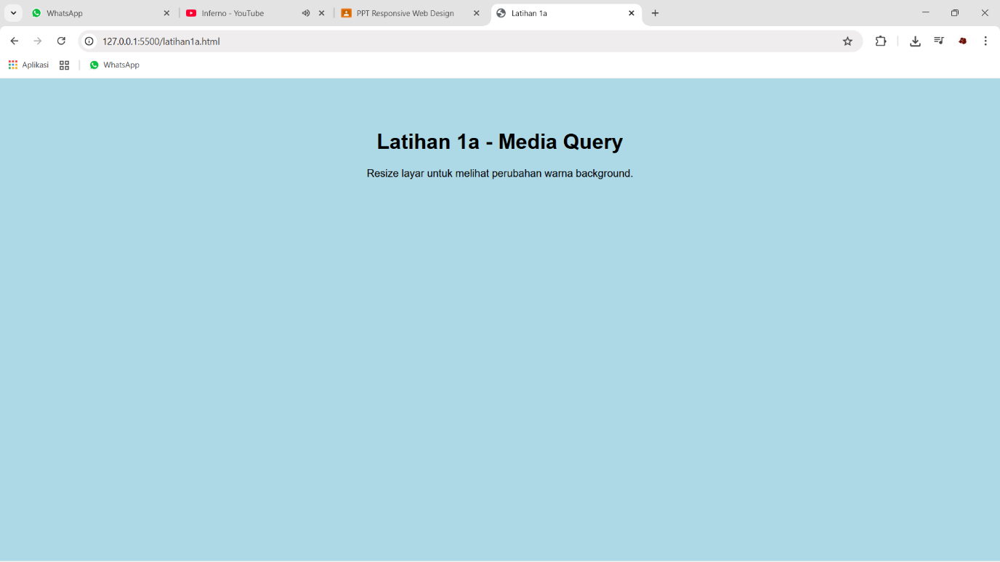 WhatsApp
Inferno - YouTube
PPT Responsive Web Design
Latihan 1a
127.0.0.1:5500/latihan1a.html
Aplikasi
WhatsApp
Latihan 1a - Media Query
Resize layar untuk melihat perubahan warna background.